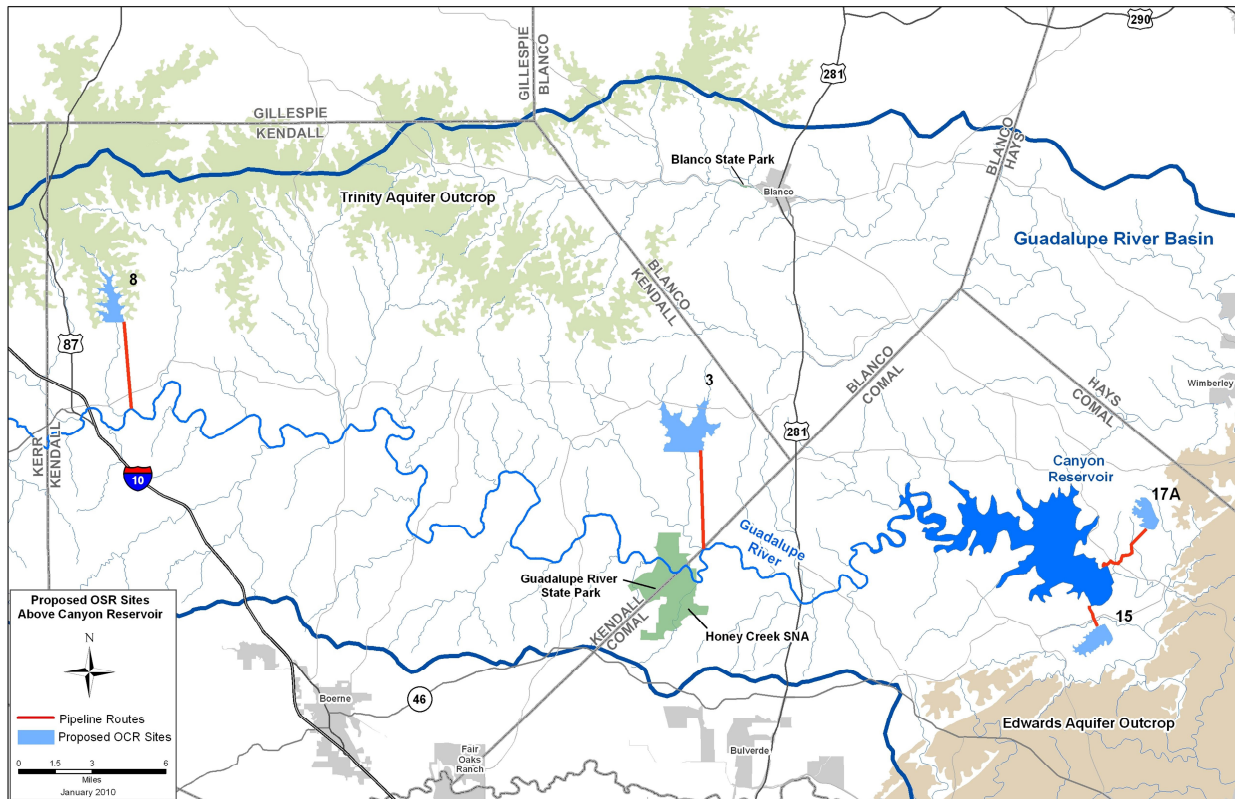 290
281
GILLESPIE
BLANCO
GILLESPIE
KENDALL
BLANCO
HAYS
Blanco State Park
Blanco
Trinity Aquifer Outcrop
Guadalupe River Basin
8
BLANCO
KENDALL
87
3
BLANCO
COMAL
HAYS
COMAL
Wimberley
281
KERR
KENDALL
10
Canyon
Reservoir
17A
Guadalupe
River
Guadalupe River
State Park
KENDALL
COMAL
Honey Creek SNA
15
Proposed OSR Sites
Above Canyon Reservoir
N
Pipeline Routes
Proposed OCR Sites
0 1.5 3 6
Miles
January 2010
Boerne
46
Fair
Oaks
Ranch
Bulverde
Edwards Aquifer Outcrop